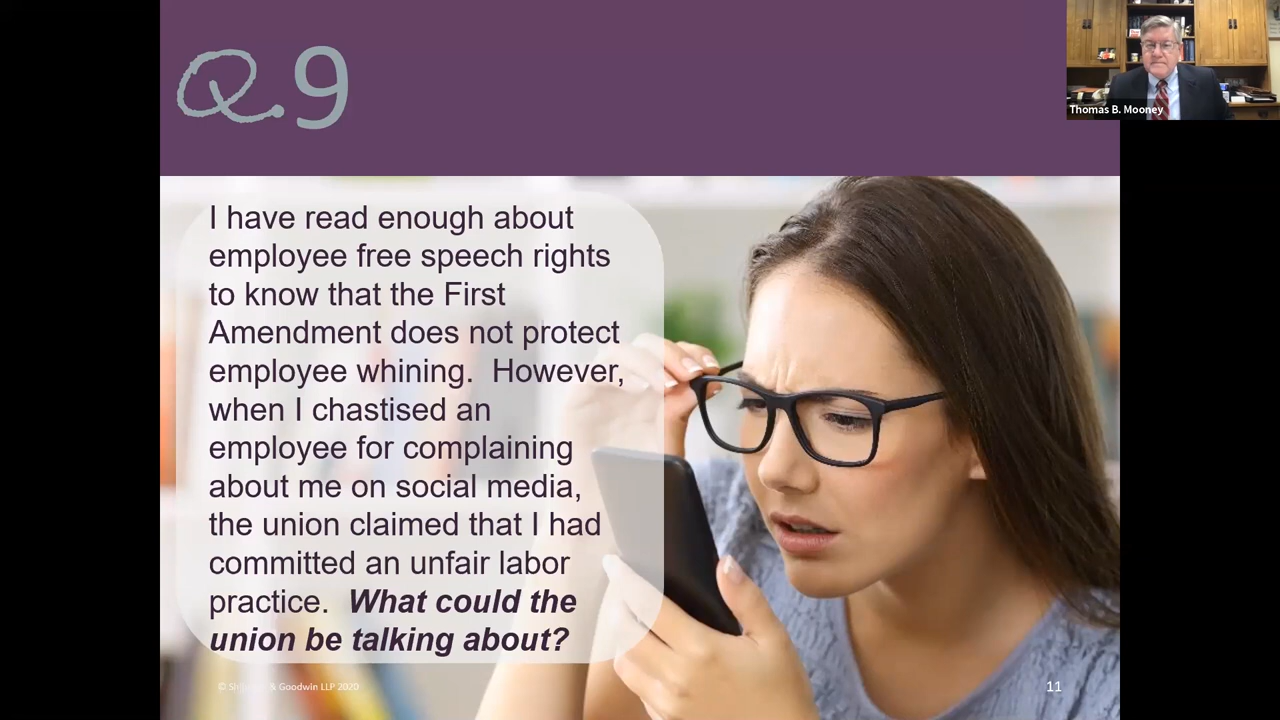 Q.9
Thomas B. Mooney
I have read enough about
employee free speech rights
to know that the First
Amendment does not protect
employee whining.  However,
when I chastised an
employee for complaining
about me on social media,
the union claimed that I had
committed an unfair labor
practice.  What could the
union be talking about?
© & Goodwin LLP 2020
11